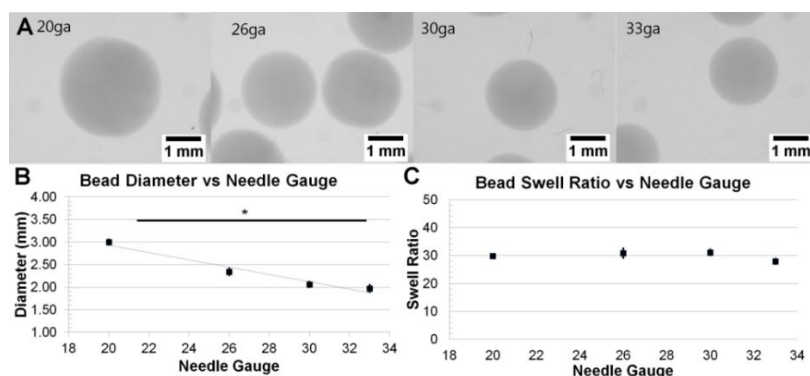 A
20ga
26ga
30ga
33ga
1 mm
1 mm
1 mm
1 mm
B
Bead Diameter vs Needle Gauge
*
Diameter (mm)
4.00
3.50
3.00
2.50
2.00
1.50
1.00
18 20 22 24 26 28 30 32 34
Needle Gauge
C
Bead Swell Ratio vs Needle Gauge
Swell Ratio
50
40
30
20
10
0
18 20 22 24 26 28 30 32 34
Needle Gauge